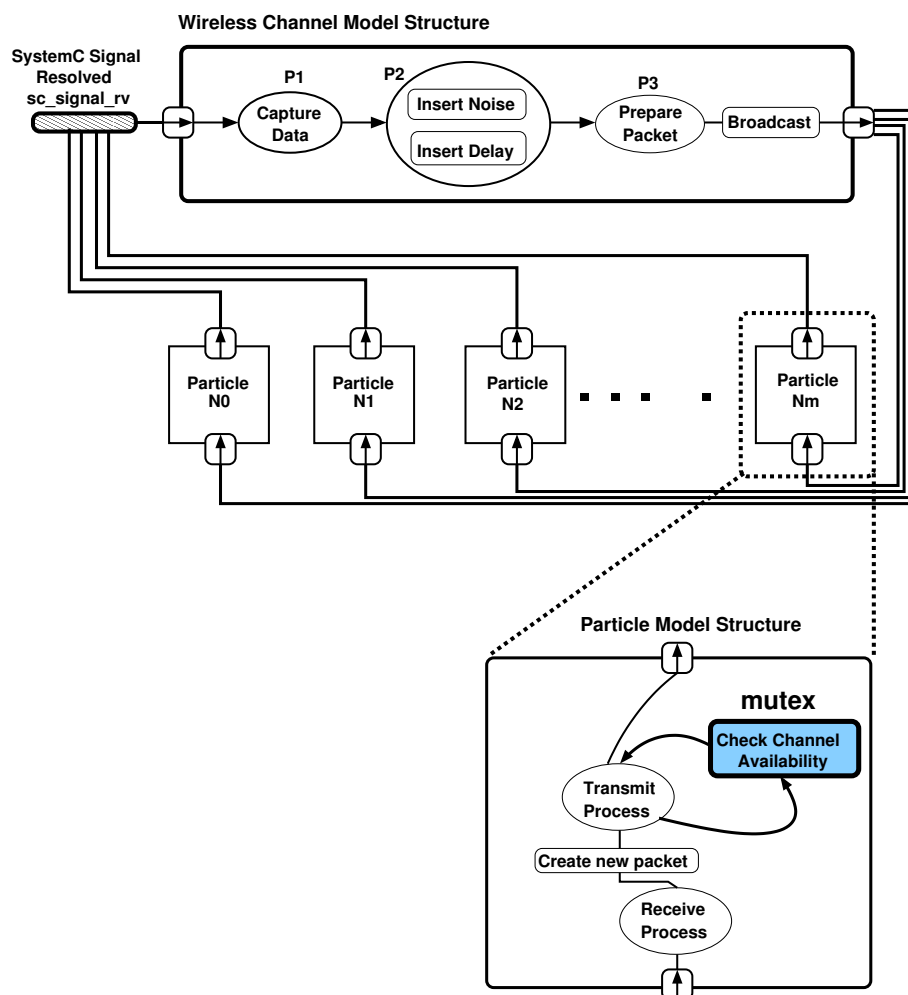 Wireless Channel Model Structure
SystemC Signal
Resolved
sc_signal_rv
P1
Capture
Data
P2
Insert Noise
Insert Delay
P3
Prepare
Packet
Broadcast
Particle
N0
Particle
N1
Particle
N2
Particle
Nm
Particle Model Structure
mutex
Check Channel
Availability
Transmit
Process
Create new packet
Receive
Process